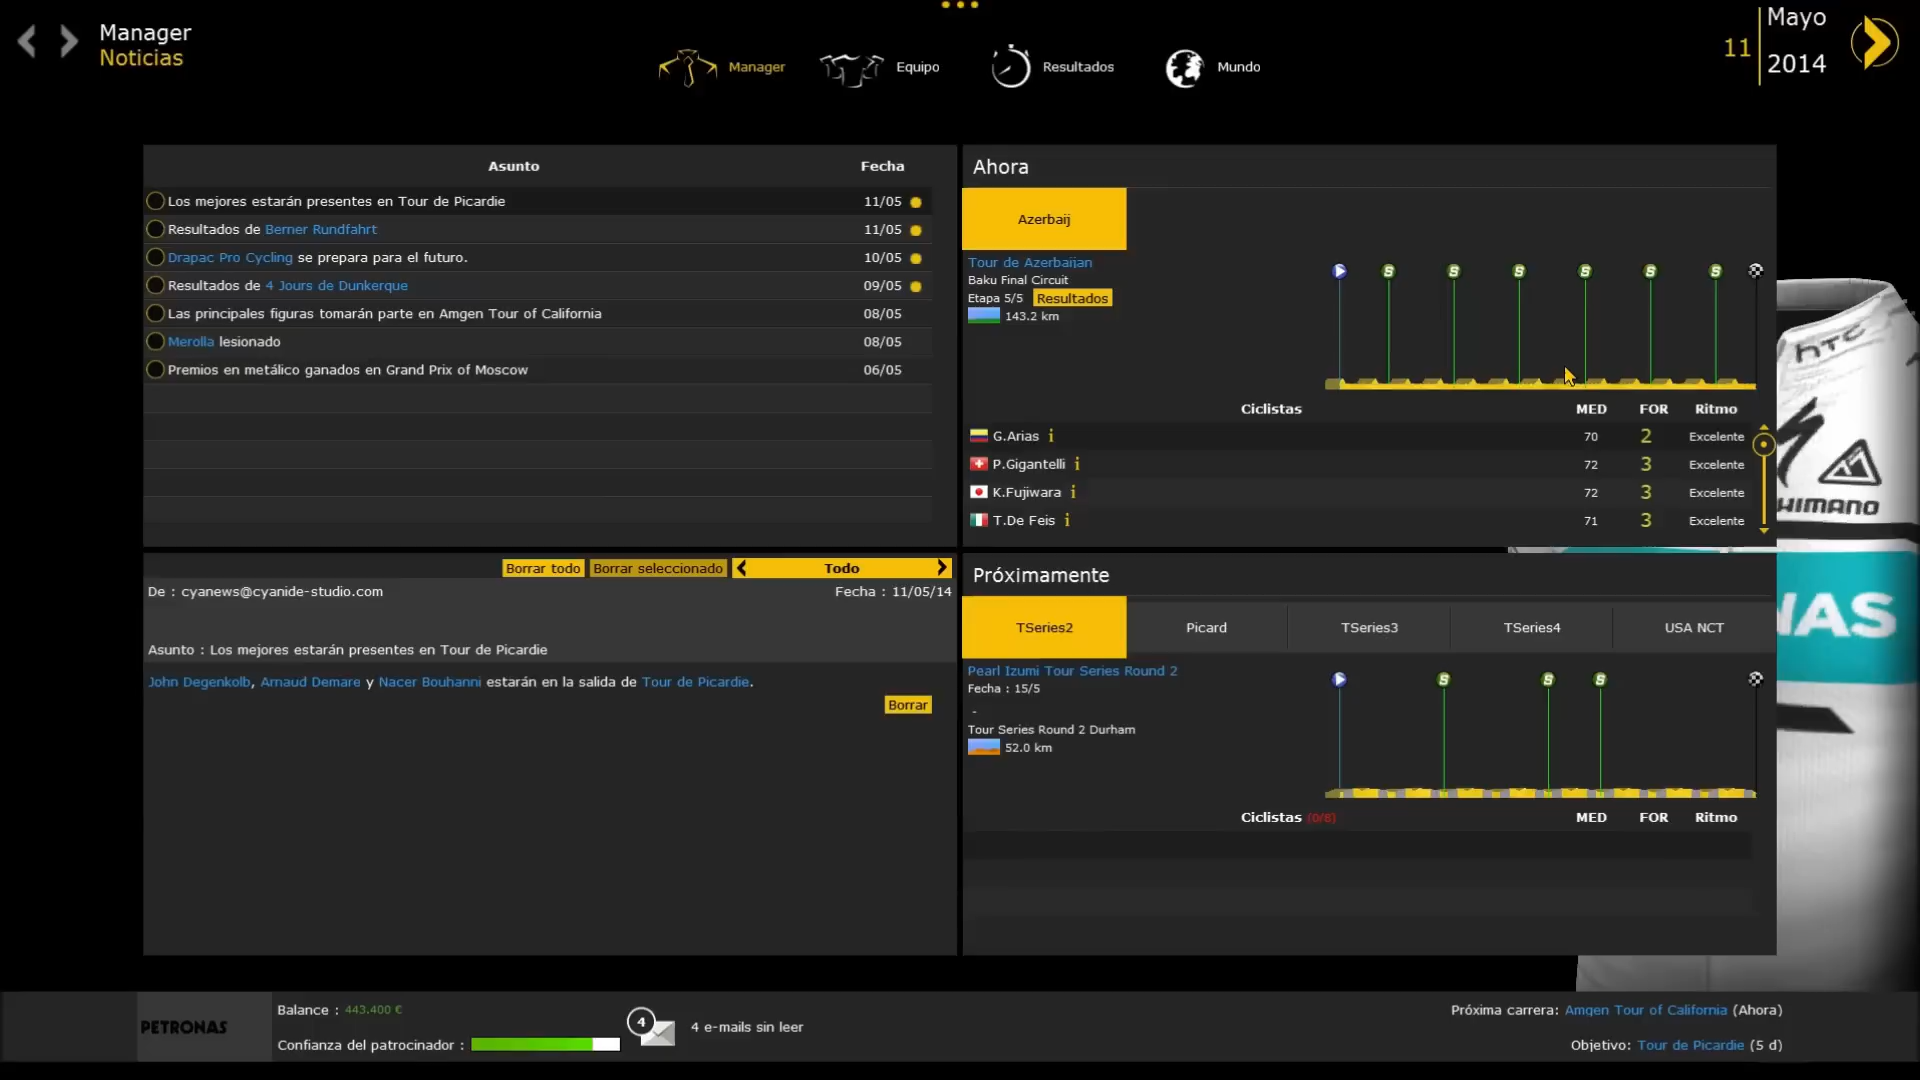 Manager
Noticias
Manager
Equipo
Resultados
Mundo
11
Mayo
2014
Asunto Fecha
Los mejores estarán presentes en Tour de Picardie 11/05
Resultados de Berner Rundfahrt 11/05
Drapac Pro Cycling se prepara para el futuro. 10/05
Resultados de 4 Jours de Dunkerque 09/05
Las principales figuras tomarán parte en Amgen Tour of California 08/05
Merolla lesionado 08/05
Premios en metálico ganados en Grand Prix of Moscow 06/05
Borrar todo Borrar seleccionado Todo
De : cyanews@cyanide-studio.com Fecha : 11/05/14
Asunto : Los mejores estarán presentes en Tour de Picardie
John Degenkolb, Arnaud Demare y Nacer Bouhanni estarán en la salida de Tour de Picardie.
Borrar
Ahora
Azerbaij
Tour de Azerbaijan
Baku Final Circuit
Etapa 5/5 Resultados
143.2 km
S S S S S S
Ciclistas MED FOR Ritmo
G.Arias i 70 2 Excelente
P.Gigantelli i 72 3 Excelente
K.Fujiwara i 72 3 Excelente
T.De Feis i 71 3 Excelente
Próximamente
TSeries2 Picard TSeries3 TSeries4 USA NCT
Pearl Izumi Tour Series Round 2
Fecha : 15/5
-
Tour Series Round 2 Durham
52.0 km
S S S
Ciclistas (0/8) MED FOR Ritmo
hTC
SHIMANO
NAS
PETRONAS
Balance : 443.400 €
Confianza del patrocinador :
4
4 e-mails sin leer
Próxima carrera: Amgen Tour of California (Ahora)
Objetivo: Tour de Picardie (5 d)